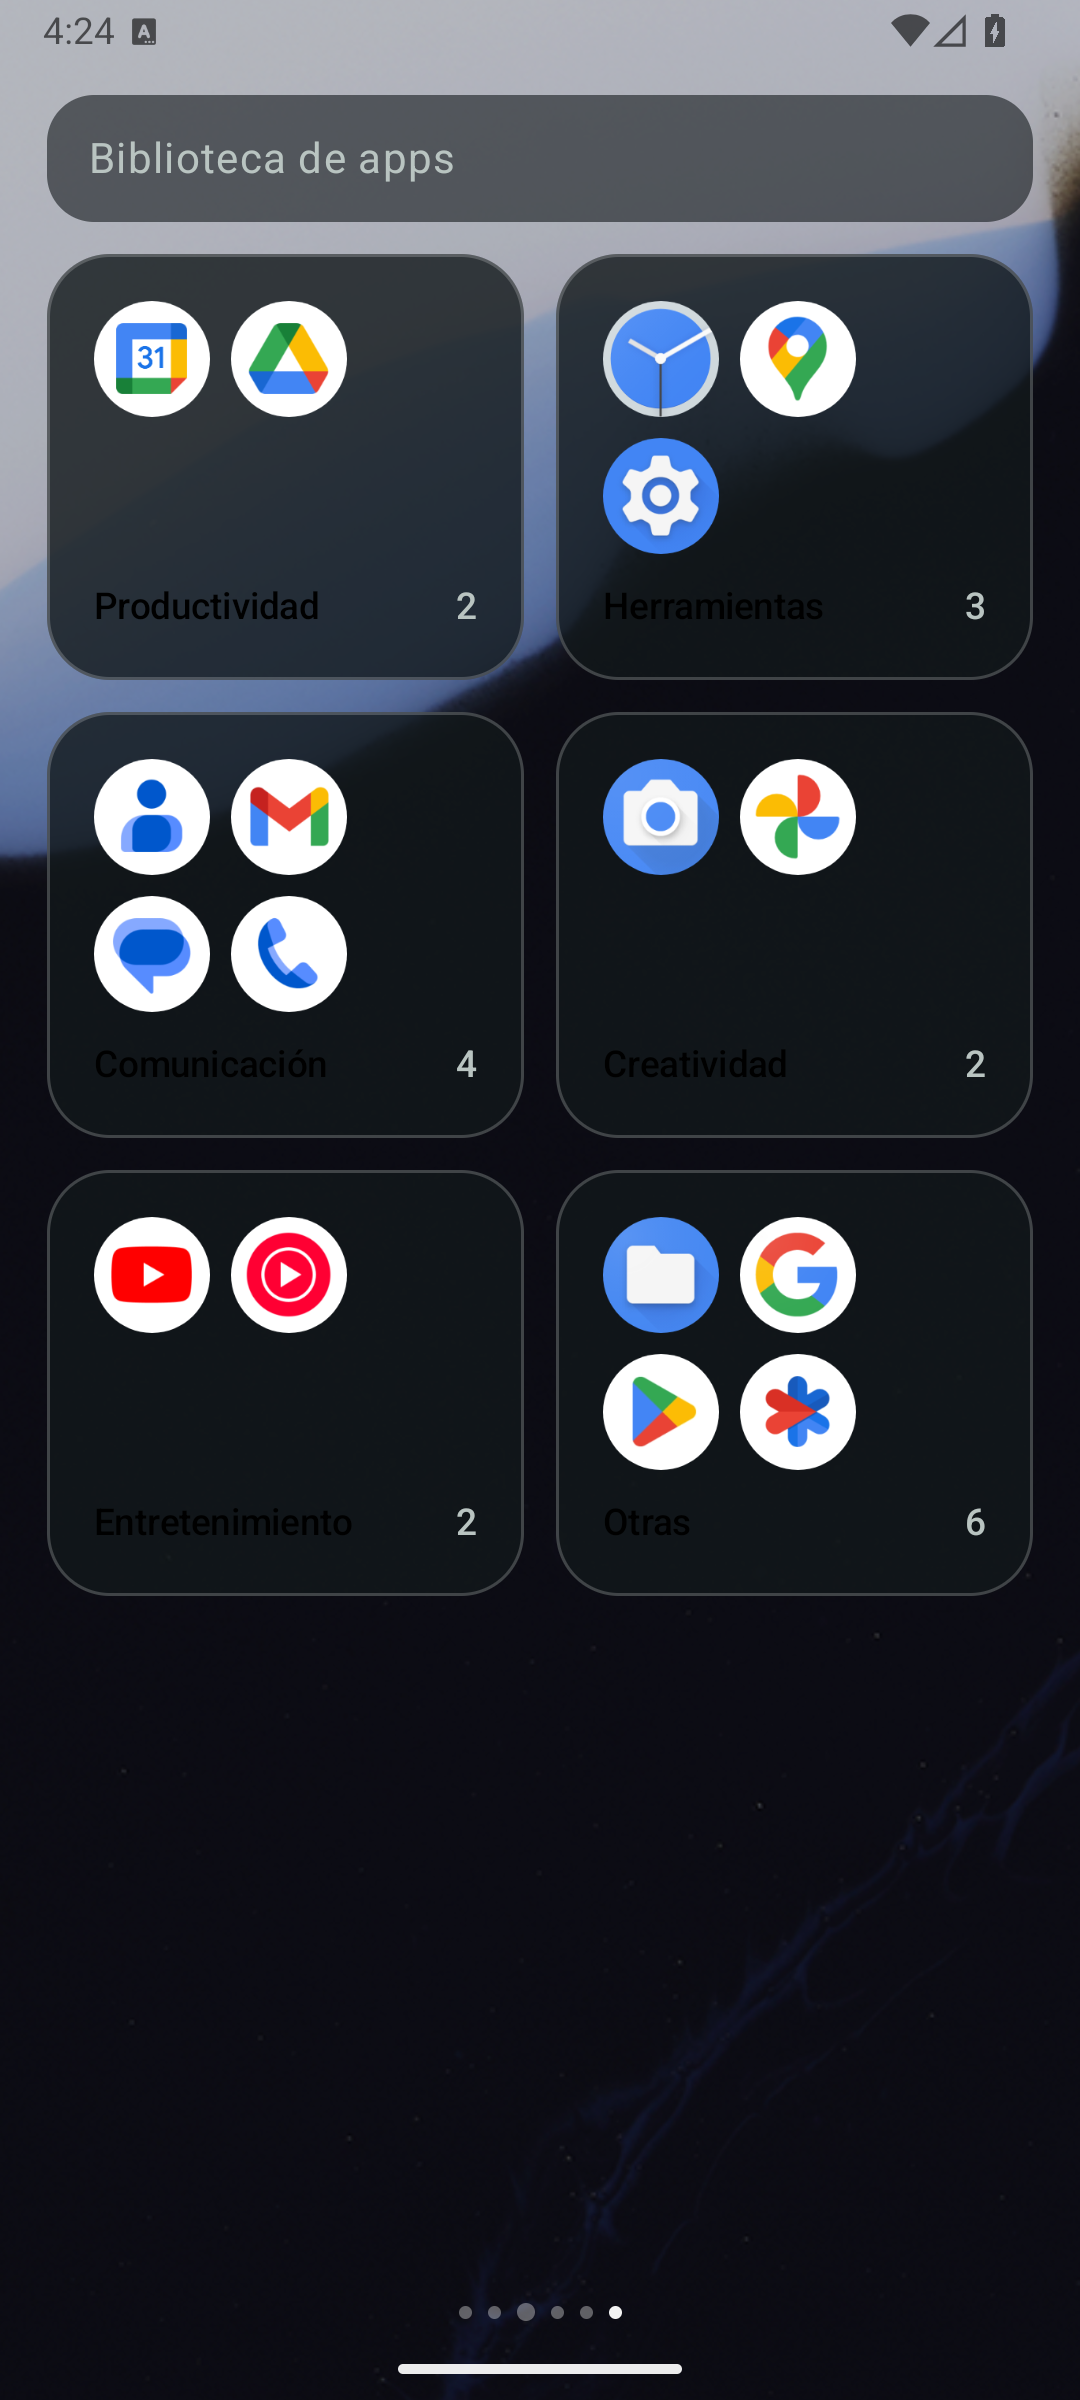 4:24
Biblioteca de apps
31
Productividad 2
Herramientas 3
Comunicación 4
Creatividad 2
Entretenimiento 2
Otras 6